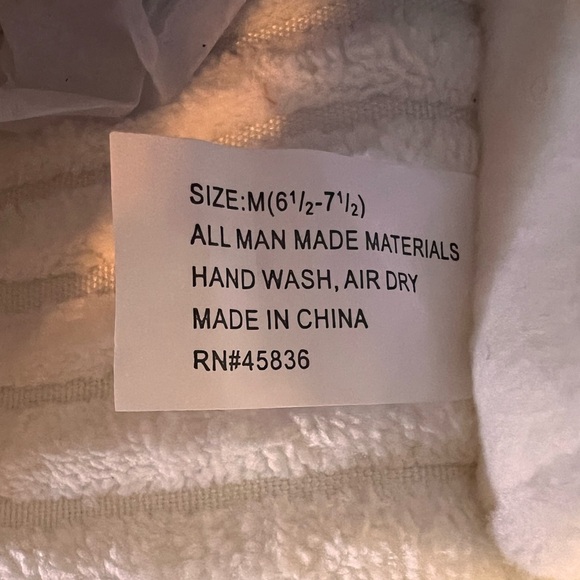 SIZE:M(6¹/₂-7¹/₂)
ALL MAN MADE MATERIALS
HAND WASH, AIR DRY
MADE IN CHINA
RN#45836